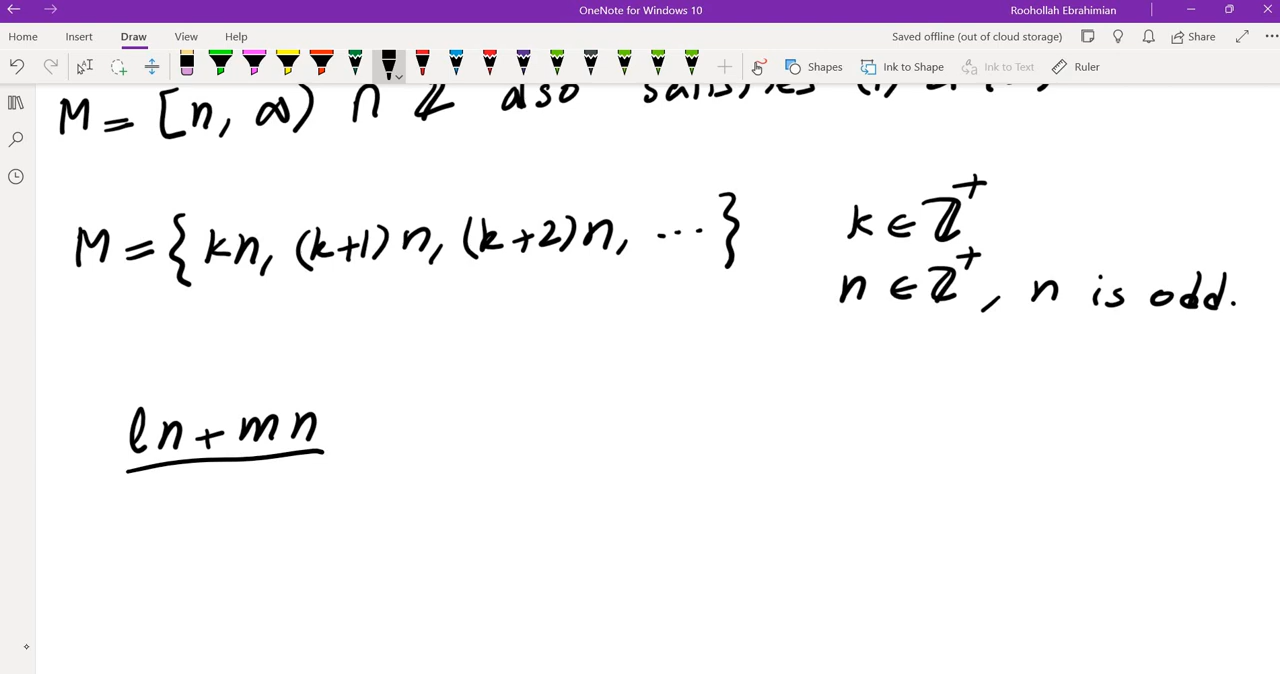 OneNote for Windows 10
Roohollah Ebrahimian
Home Insert Draw View Help
Saved offline (out of cloud storage)
Share
Shapes
Ink to Shape
Ink to Text
Ruler
M = [n, ∞) ∩ ℤ also satisfies
M = { kn, (k+1)n, (k+2)n, ... }
k ∈ ℤ⁺
n ∈ ℤ⁺, n is odd.
ln + mn